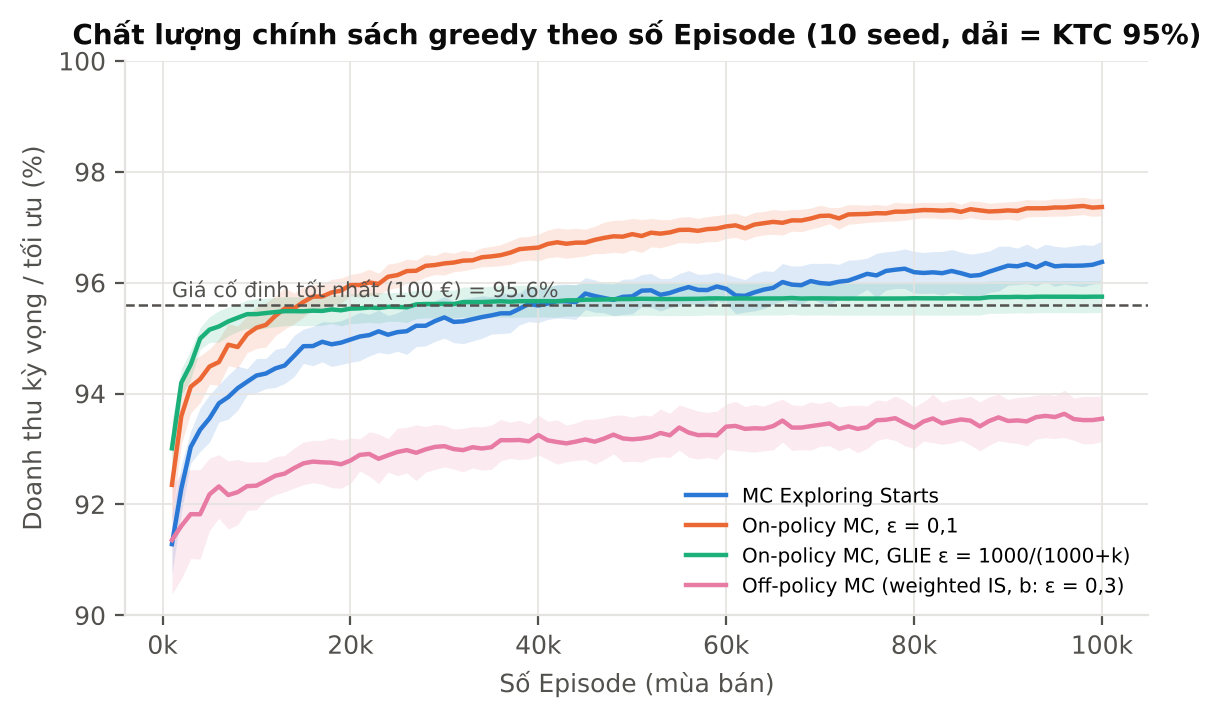 Chất lượng chính sách greedy theo số Episode (10 seed, dải = KTC 95%)
Doanh thu kỳ vọng / tối ưu (%)
100
98
96
94
92
90
Giá cố định tốt nhất (100 €) = 95.6%
MC Exploring Starts
On-policy MC, ε = 0,1
On-policy MC, GLIE ε = 1000/(1000+k)
Off-policy MC (weighted IS, b: ε = 0,3)
0k 20k 40k 60k 80k 100k
Số Episode (mùa bán)